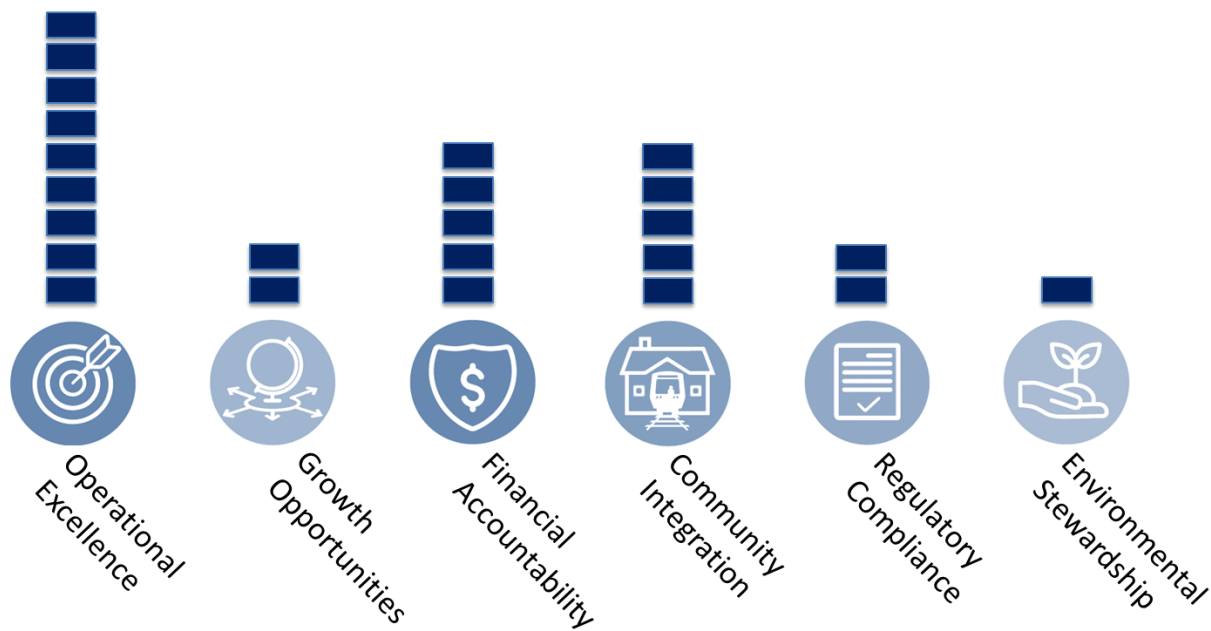 $
Operational
Excellence
Growth
Opportunities
Financial
Accountability
Community
Integration
Regulatory
Compliance
Environmental
Stewardship